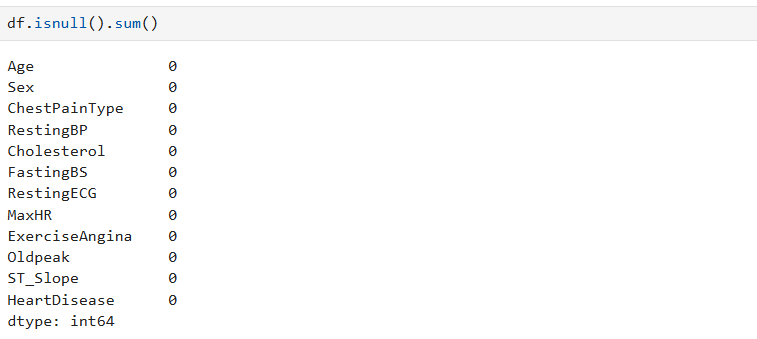 df.isnull().sum()
Age 0
Sex 0
ChestPainType 0
RestingBP 0
Cholesterol 0
FastingBS 0
RestingECG 0
MaxHR 0
ExerciseAngina 0
Oldpeak 0
ST_Slope 0
HeartDisease 0
dtype: int64